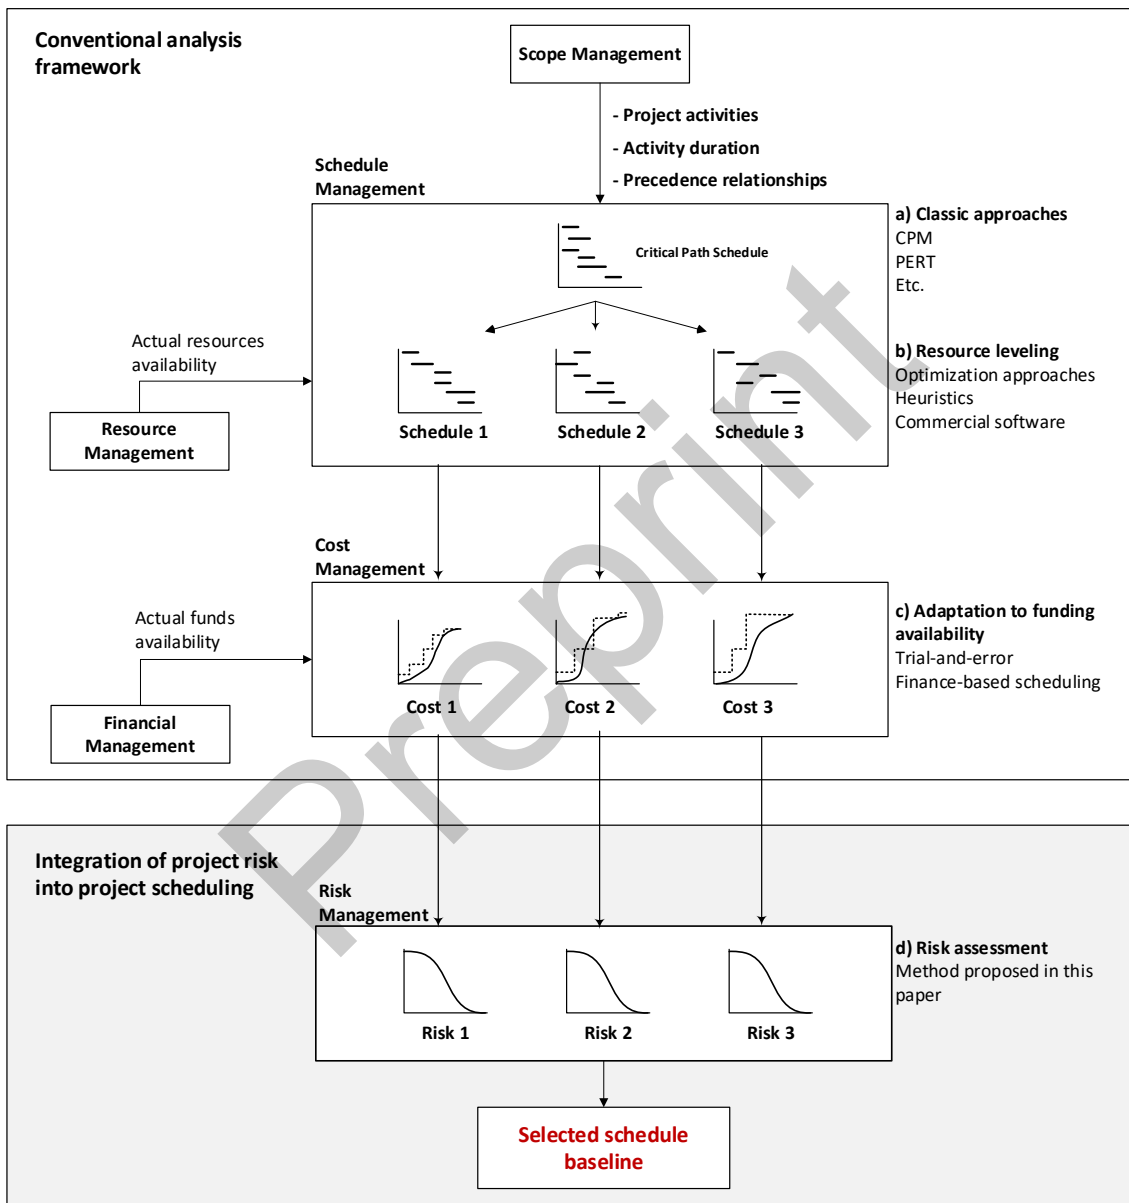 Conventional analysis
framework
Scope Management
- Project activities
- Activity duration
- Precedence relationships
Schedule
Management
Critical Path Schedule
a) Classic approaches
CPM
PERT
Etc.
Actual resources
availability
Resource
Management
Schedule 1
Schedule 2
Schedule 3
b) Resource leveling
Optimization approaches
Heuristics
Commercial software
Cost
Management
Actual funds
availability
Financial
Management
Cost 1
Cost 2
Cost 3
c) Adaptation to funding
availability
Trial-and-error
Finance-based scheduling
Integration of project risk
into project scheduling
Risk
Management
Risk 1
Risk 2
Risk 3
d) Risk assessment
Method proposed in this
paper
Selected schedule
baseline
Preprint